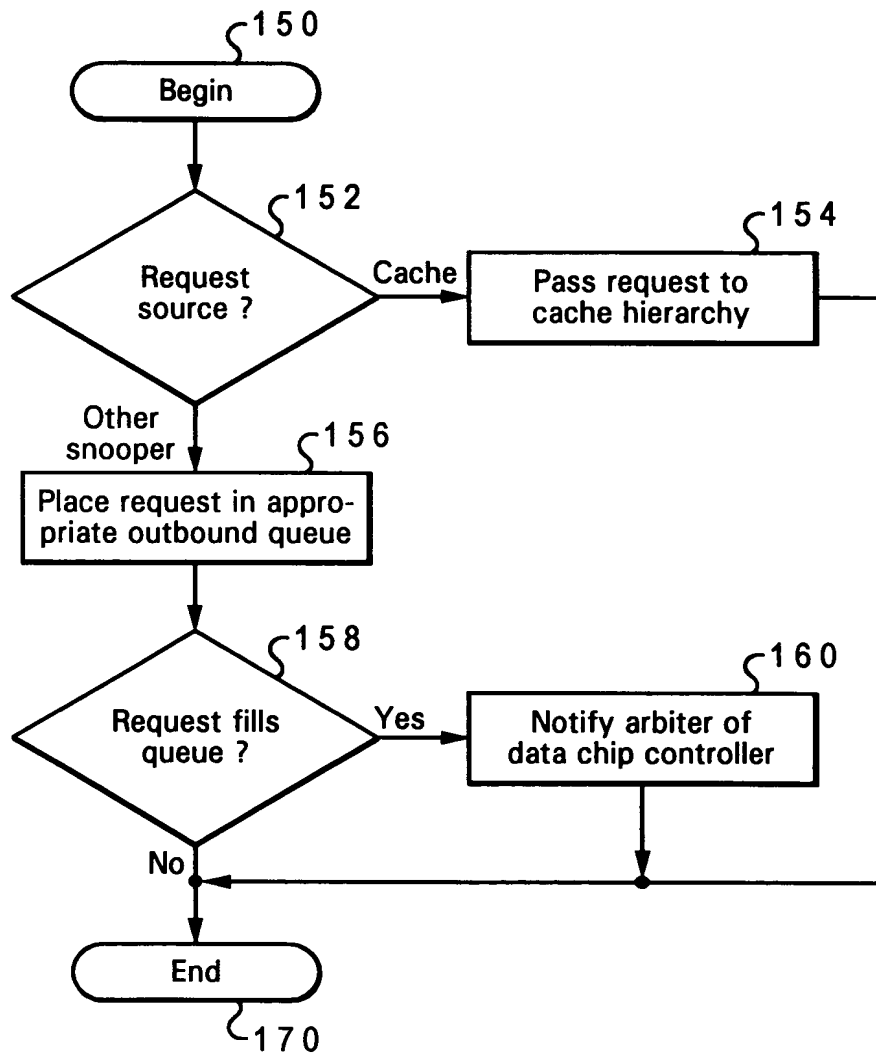 150
Begin
152
Request
source ?
Cache
154
Pass request to
cache hierarchy
Other
snooper
156
Place request in appro-
priate outbound queue
158
Request fills
queue ?
Yes
160
Notify arbiter of
data chip controller
No
End
170